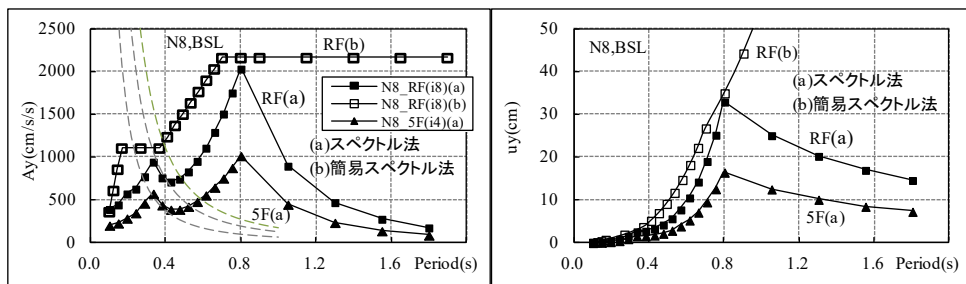 N8,BSL
RF(b)
N8_RF(i8)(a)
N8_RF(i8)(b)
N8_5F(i4)(a)
RF(a)
(a)スペクトル法
(b)簡易スペクトル法
5F(a)
Ay(cm/s/s)
2500
2000
1500
1000
500
0
0.0 0.4 0.8 1.2 1.6 Period(s)
N8,BSL
RF(b)
(a)スペクトル法
(b)簡易スペクトル法
RF(a)
5F(a)
uy(cm)
50
40
30
20
10
0
0.0 0.4 0.8 1.2 1.6 Period(s)